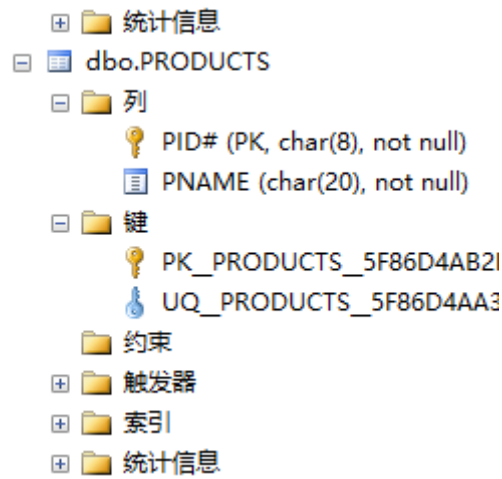 统计信息
dbo.PRODUCTS
列
PID# (PK, char(8), not null)
PNAME (char(20), not null)
键
PK__PRODUCTS__5F86D4AB2
UQ__PRODUCTS__5F86D4AA3
约束
触发器
索引
统计信息